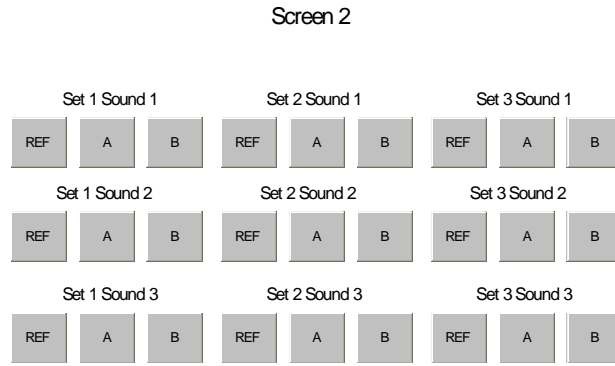 Screen 2
Set 1 Sound 1 Set 2 Sound 1 Set 3 Sound 1
REF A B REF A B REF A B
Set 1 Sound 2 Set 2 Sound 2 Set 3 Sound 2
REF A B REF A B REF A B
Set 1 Sound 3 Set 2 Sound 3 Set 3 Sound 3
REF A B REF A B REF A B